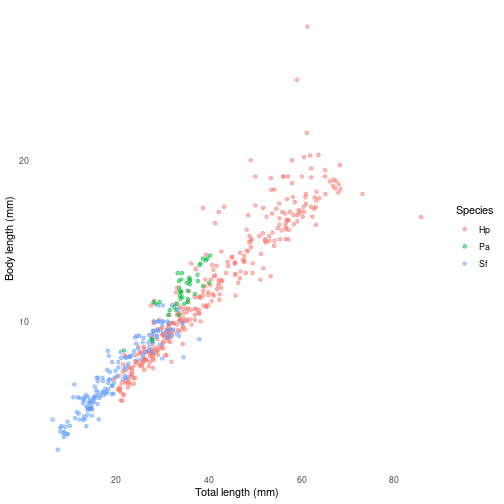 Body length (mm)
20
10
20
40
60
80
Total length (mm)
Species
Hp
Pa
Sf